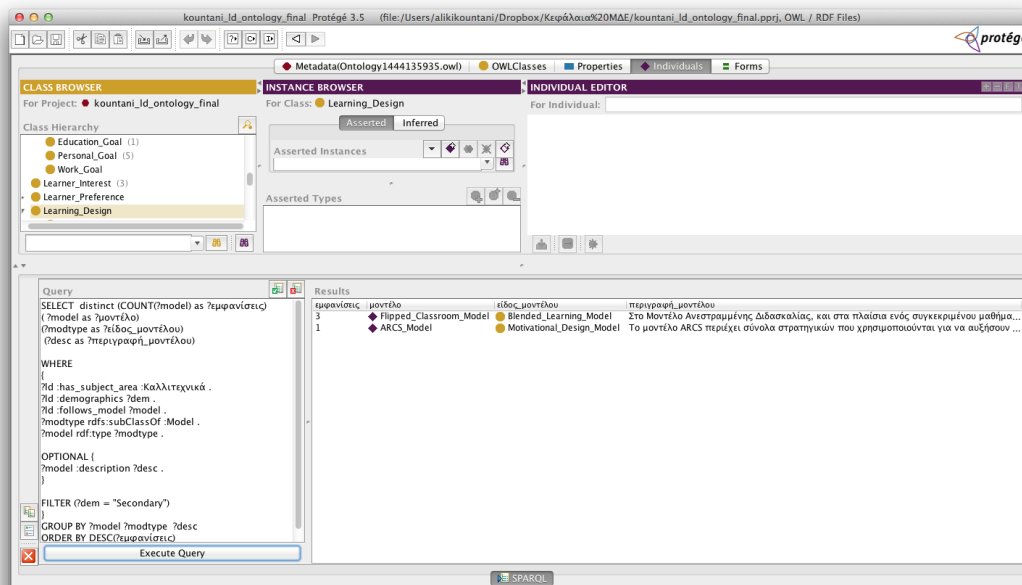 kountani_ld_ontology_final Protégé 3.5 (file:/Users/alikikountani/Dropbox/Κεφάλαια%20ΜΔΕ/kountani_ld_ontology_final.pprj, OWL / RDF Files)
protégé
Metadata(Ontology1444135935.owl) OWLClasses Properties Individuals Forms
CLASS BROWSER
For Project: kountani_ld_ontology_final
Class Hierarchy
Education_Goal (1)
Personal_Goal (5)
Work_Goal
Learner_Interest (3)
Learner_Preference
Learning_Design
INSTANCE BROWSER
For Class: Learning_Design
Asserted Inferred
Asserted Instances
Asserted Types
INDIVIDUAL EDITOR
For Individual:
Query
SELECT distinct (COUNT(?model) as ?εμφανίσεις)
( ?model as ?μοντέλο)
(?modtype as ?είδος_μοντέλου)
(?desc as ?περιγραφή_μοντέλου)
WHERE
{
?ld :has_subject_area :Καλλιτεχνικά .
?ld :demographics ?dem .
?ld :follows_model ?model .
?modtype rdfs:subClassOf :Model .
?model rdf:type ?modtype .
OPTIONAL {
?model :description ?desc .
}
FILTER (?dem = "Secondary")
}
GROUP BY ?model ?modtype ?desc
ORDER BY DESC(?εμφανίσεις)
Execute Query
Results
εμφανίσεις μοντέλο είδος_μοντέλου περιγραφή_μοντέλου
3 Flipped_Classroom_Model Blended_Learning_Model Στο Μοντέλο Ανεστραμμένης Διδασκαλίας, και στα πλαίσια ενός συγκεκριμένου μαθήμα...
1 ARCS_Model Motivational_Design_Model Το μοντέλο ARCS περιέχει σύνολα στρατηγικών που χρησιμοποιούνται για να αυξήσουν ...
SPARQL